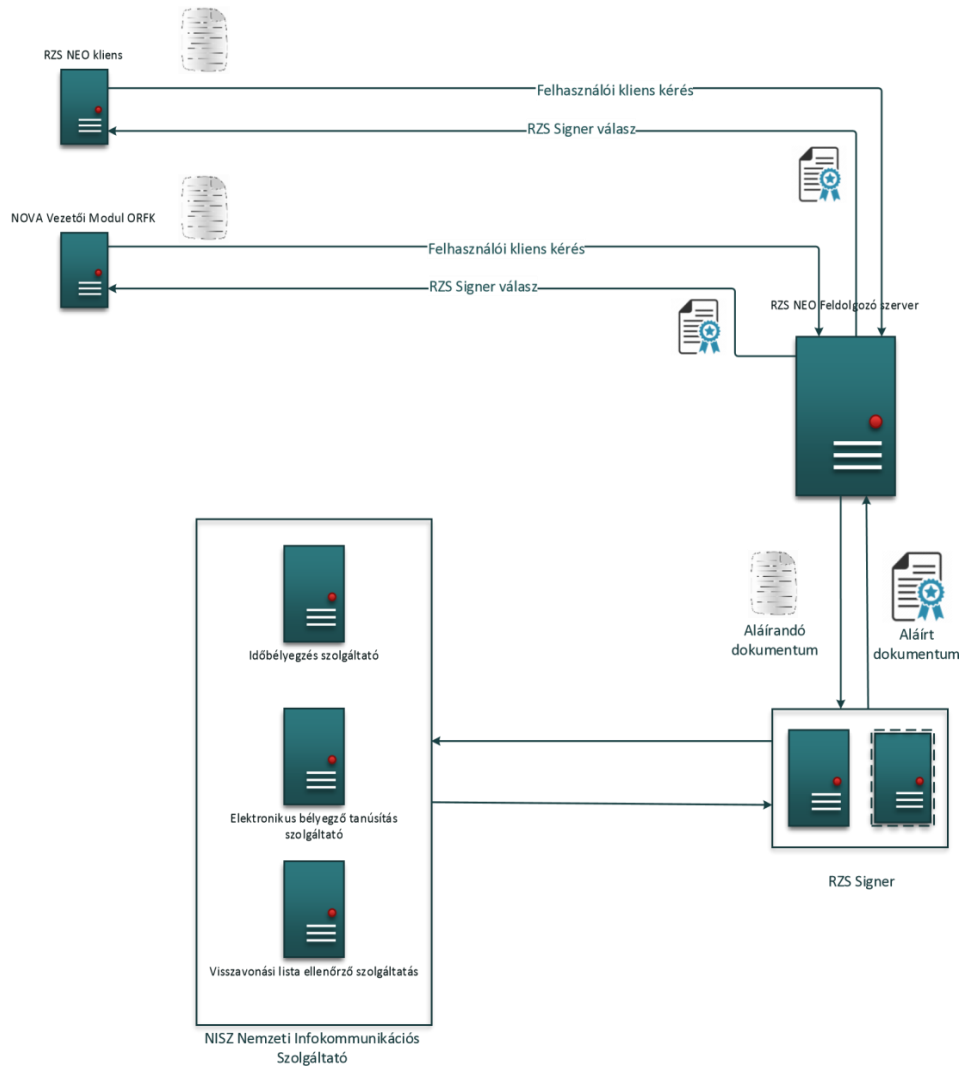 RZS NEO kliens
Felhasználói kliens kérés
RZS Signer válasz
NOVA Vezetői Modul ORFK
Felhasználói kliens kérés
RZS Signer válasz
RZS NEO Feldolgozó szerver
Aláírandó
dokumentum
Aláírt
dokumentum
Időbélyegzés szolgáltató
Elektronikus bélyegző tanúsítás
szolgáltató
Visszavonási lista ellenőrző szolgáltatás
RZS Signer
NISZ Nemzeti Infokommunikációs
Szolgáltató